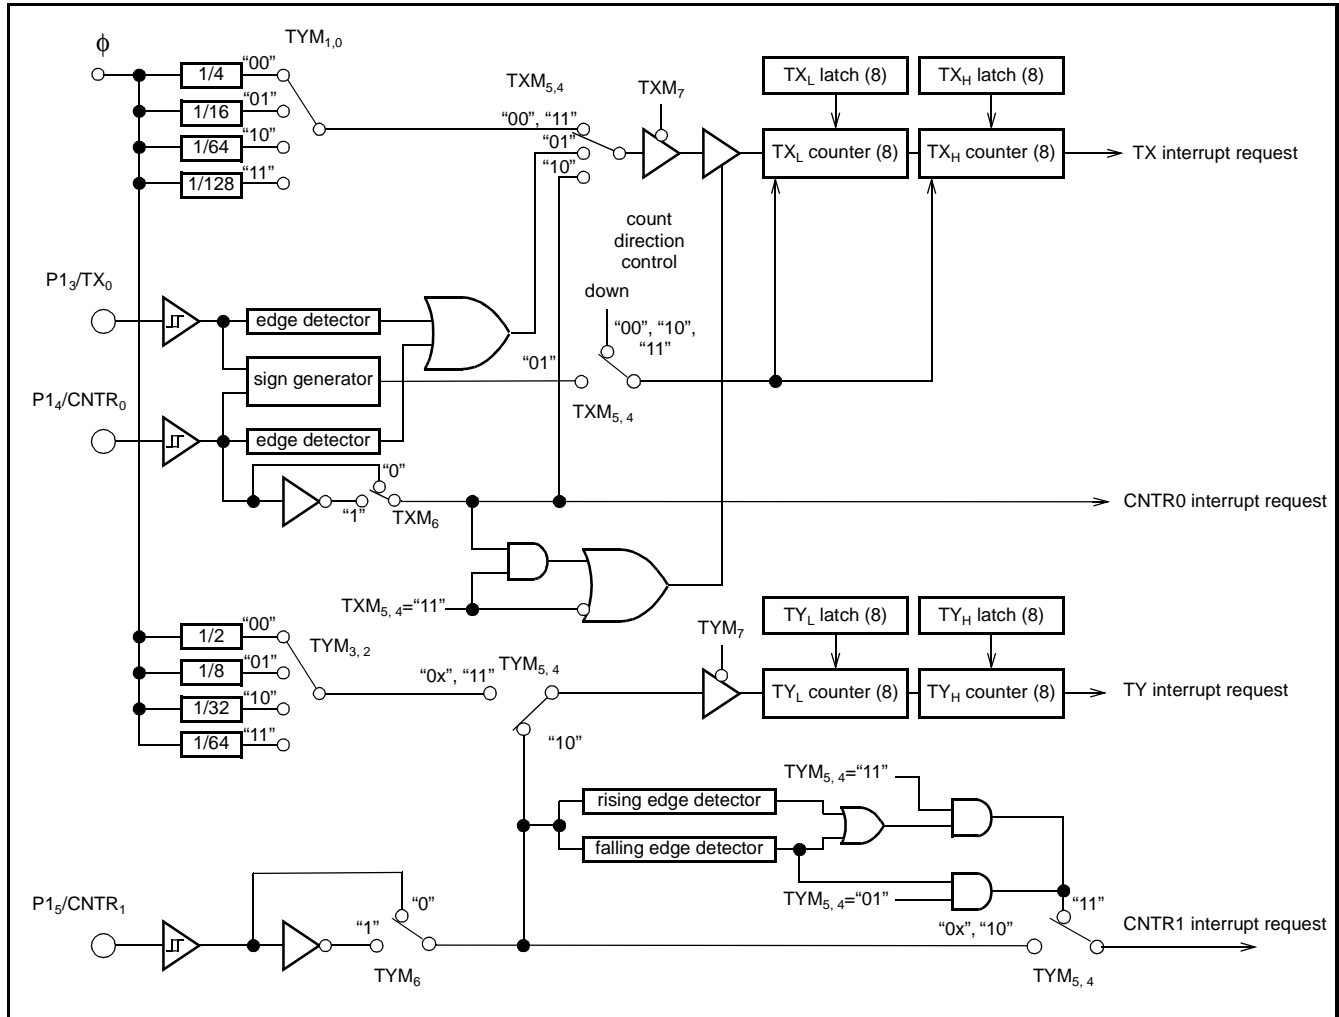 ϕ
TYM1,0
1/4 “00”
1/16 “01”
1/64 “10”
1/128 “11”
TXM5,4
“00”, “11”
“01”
“10”
TXM7
TXL latch (8)
TXH latch (8)
TXL counter (8)
TXH counter (8)
TX interrupt request
count
direction
control
down
“00”, “10”,
“11”
“01”
TXM5, 4
P13/TX0
edge detector
sign generator
P14/CNTR0
edge detector
“0”
“1”
TXM6
CNTR0 interrupt request
TXM5, 4=“11”
1/2 “00”
1/8 “01”
1/32 “10”
1/64 “11”
TYM3, 2
“0x”, “11”
TYM5, 4
“10”
TYM7
TYL latch (8)
TYH latch (8)
TYL counter (8)
TYH counter (8)
TY interrupt request
TYM5, 4=“11”
rising edge detector
falling edge detector
TYM5, 4=“01”
P15/CNTR1
“0”
“1”
TYM6
“0x”, “10”
“11”
TYM5, 4
CNTR1 interrupt request